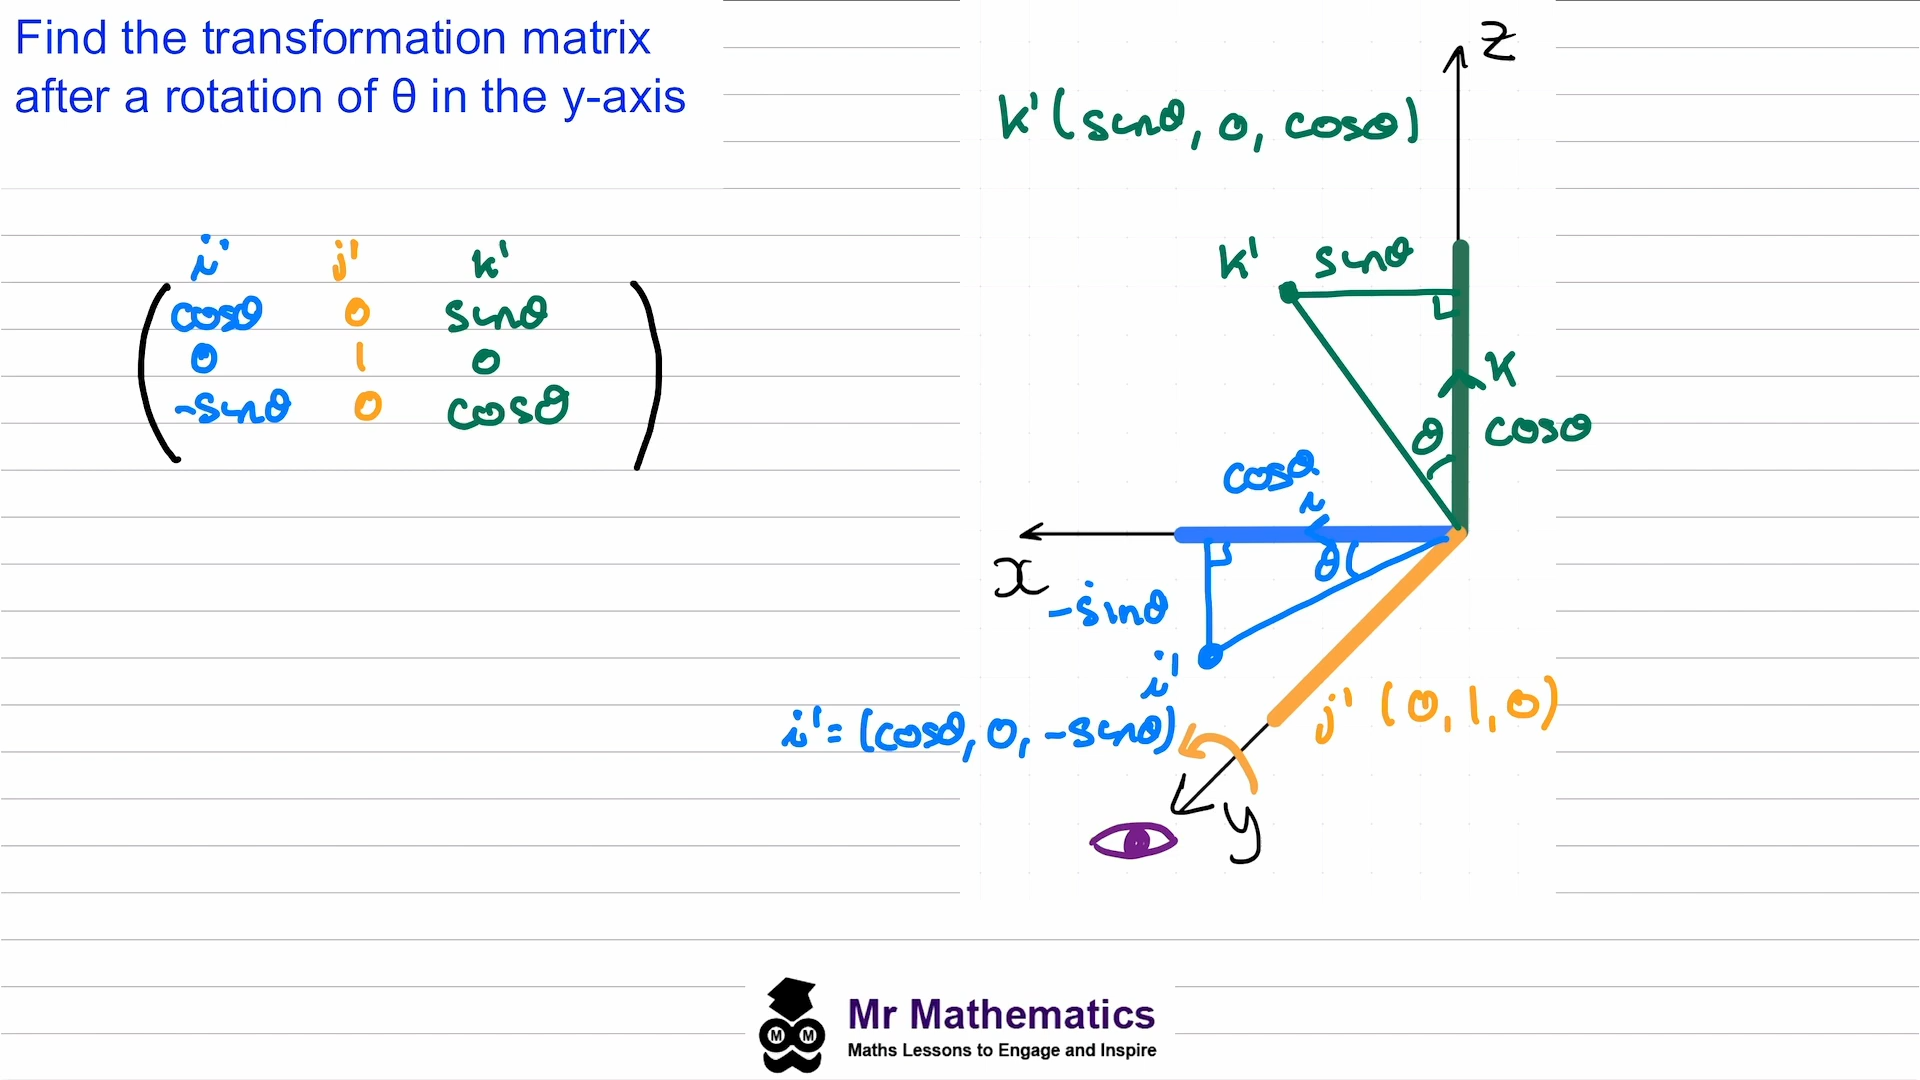 Find the transformation matrix
after a rotation of θ in the y-axis
i' j' k'
cosθ 0 sinθ
0 1 0
-sinθ 0 cosθ
z
k'(sinθ, 0, cosθ)
k' sinθ
k
θ cosθ
cosθ
i
x θ
-sinθ
i'
j' (0, 1, 0)
i' = (cosθ, 0, -sinθ)
y
M M
Mr Mathematics
Maths Lessons to Engage and Inspire